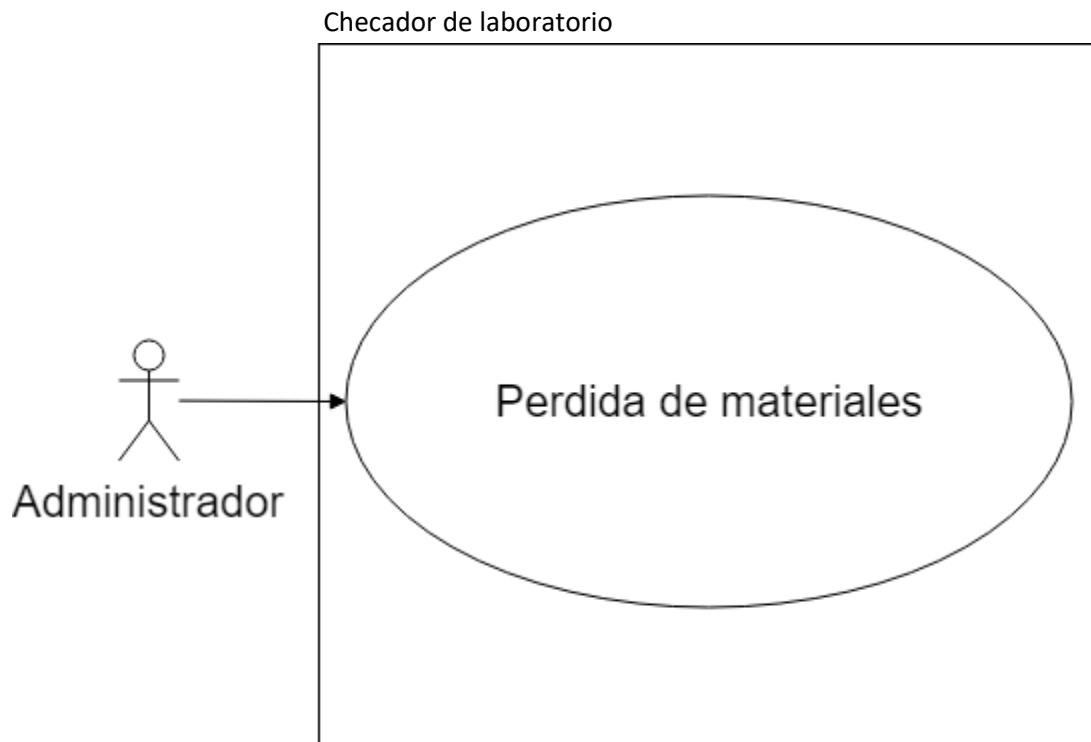 Checador de laboratorio
Perdida de materiales
Administrador